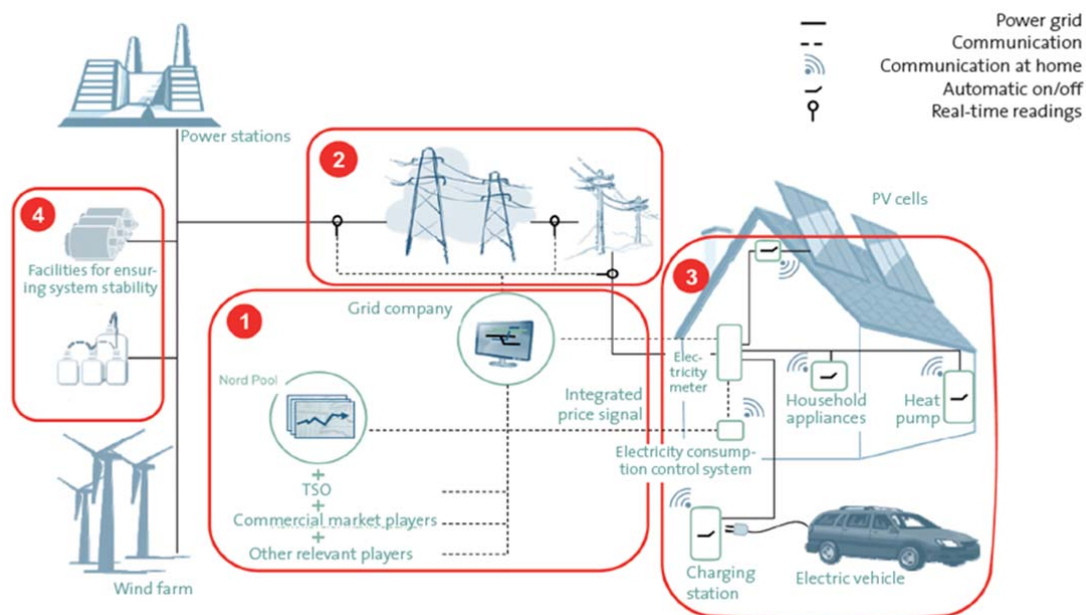 Power grid
Communication
Communication at home
Automatic on/off
Real-time readings
Power stations
2
4
Facilities for ensur-
ing system stability
PV cells
3
1
Grid company
Nord Pool
Integrated
price signal
Elec-
tricity
meter
Household
appliances
Heat
pump
Electricity consump-
tion control system
+
TSO
+
Commercial market players
+
Other relevant players
Wind farm
Charging
station
Electric vehicle